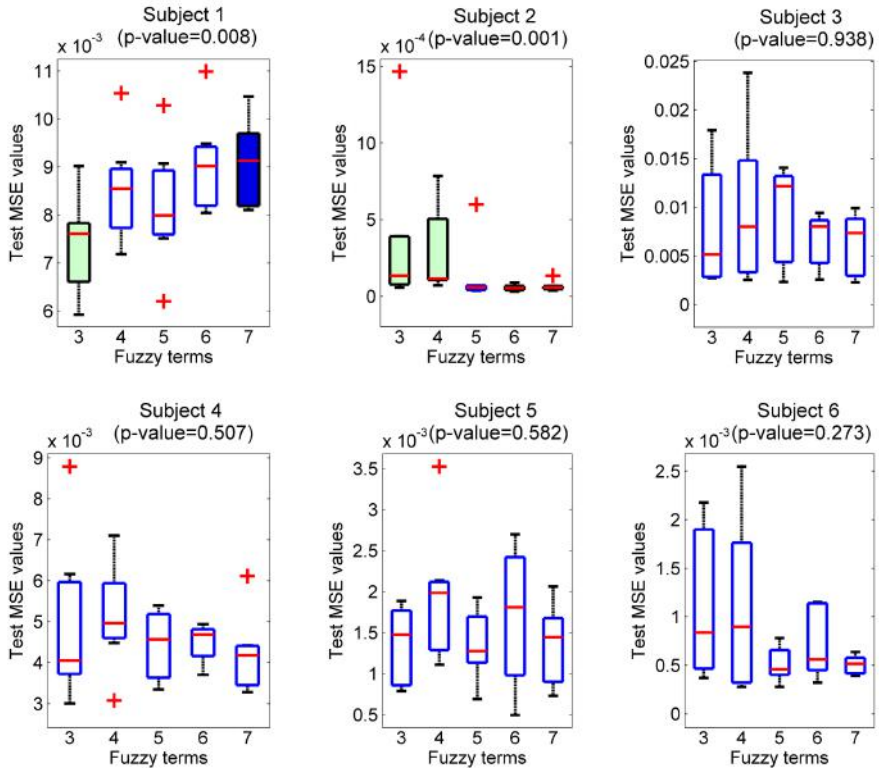 Subject 1
(p-value=0.008)
x 10⁻³
11
10
9
8
7
6
Test MSE values
3 4 5 6 7
Fuzzy terms
Subject 2
(p-value=0.001)
x 10⁻⁴
15
10
5
0
Test MSE values
3 4 5 6 7
Fuzzy terms
Subject 3
(p-value=0.938)
0.025
0.02
0.015
0.01
0.005
0
Test MSE values
3 4 5 6 7
Fuzzy terms
Subject 4
(p-value=0.507)
x 10⁻³
9
8
7
6
5
4
3
Test MSE values
3 4 5 6 7
Fuzzy terms
Subject 5
(p-value=0.582)
x 10⁻³
3.5
3
2.5
2
1.5
1
0.5
Test MSE values
3 4 5 6 7
Fuzzy terms
Subject 6
(p-value=0.273)
x 10⁻³
2.5
2
1.5
1
0.5
0
Test MSE values
3 4 5 6 7
Fuzzy terms